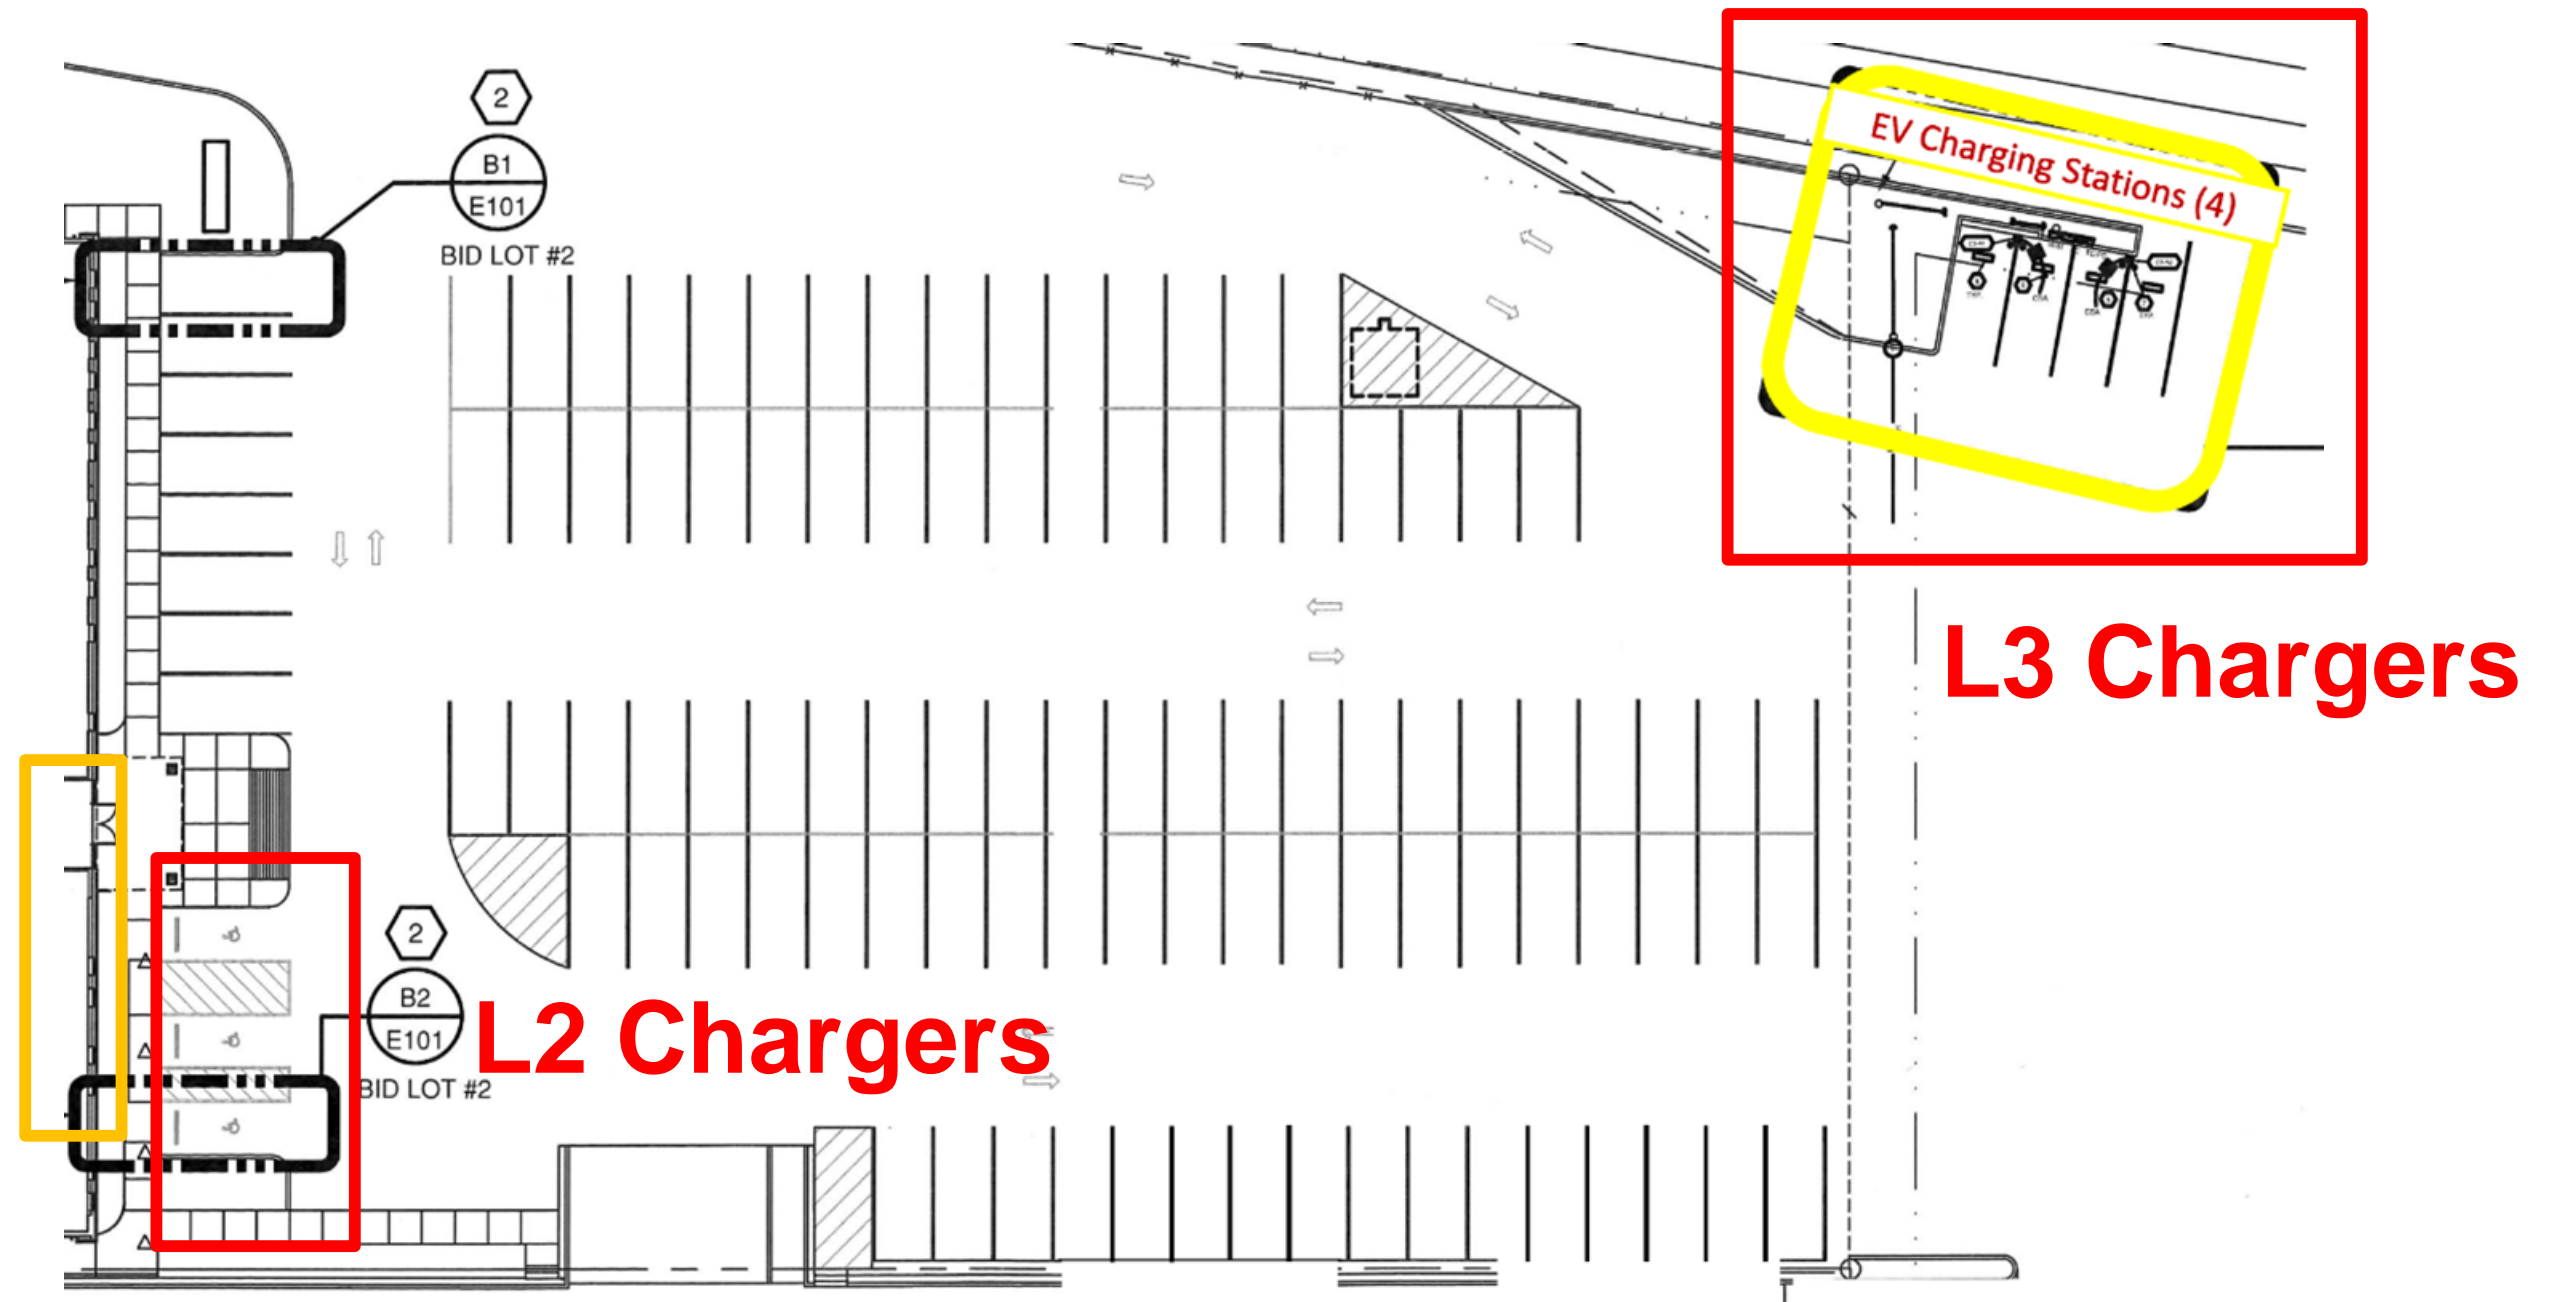 2
B1
E101
BID LOT #2
EV Charging Stations (4)
L3 Chargers
2
B2
E101
BID LOT #2
L2 Chargers